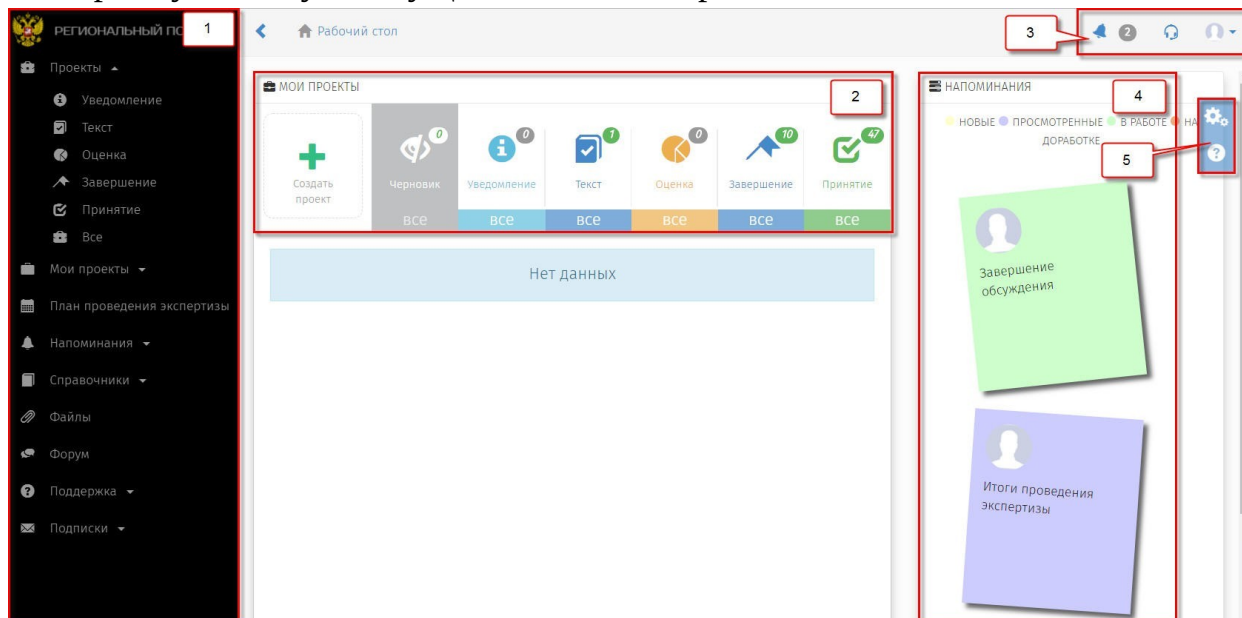 РЕГИОНАЛЬНЫЙ ПО
1
Проекты
Уведомление
Текст
Оценка
Завершение
Принятие
Все
Мои проекты
План проведения экспертизы
Напоминания
Справочники
Файлы
Форум
Поддержка
Подписки
Рабочий стол
3
2
МОИ ПРОЕКТЫ
2
0
0
1
0
10
47
Создать
проект
Черновик
Уведомление
Текст
Оценка
Завершение
Принятие
все
все
все
все
все
все
Нет данных
НАПОМИНАНИЯ
4
НОВЫЕ ПРОСМОТРЕННЫЕ В РАБОТЕ НА
ДОРАБОТКЕ
5
Завершение
обсуждения
Итоги проведения
экспертизы